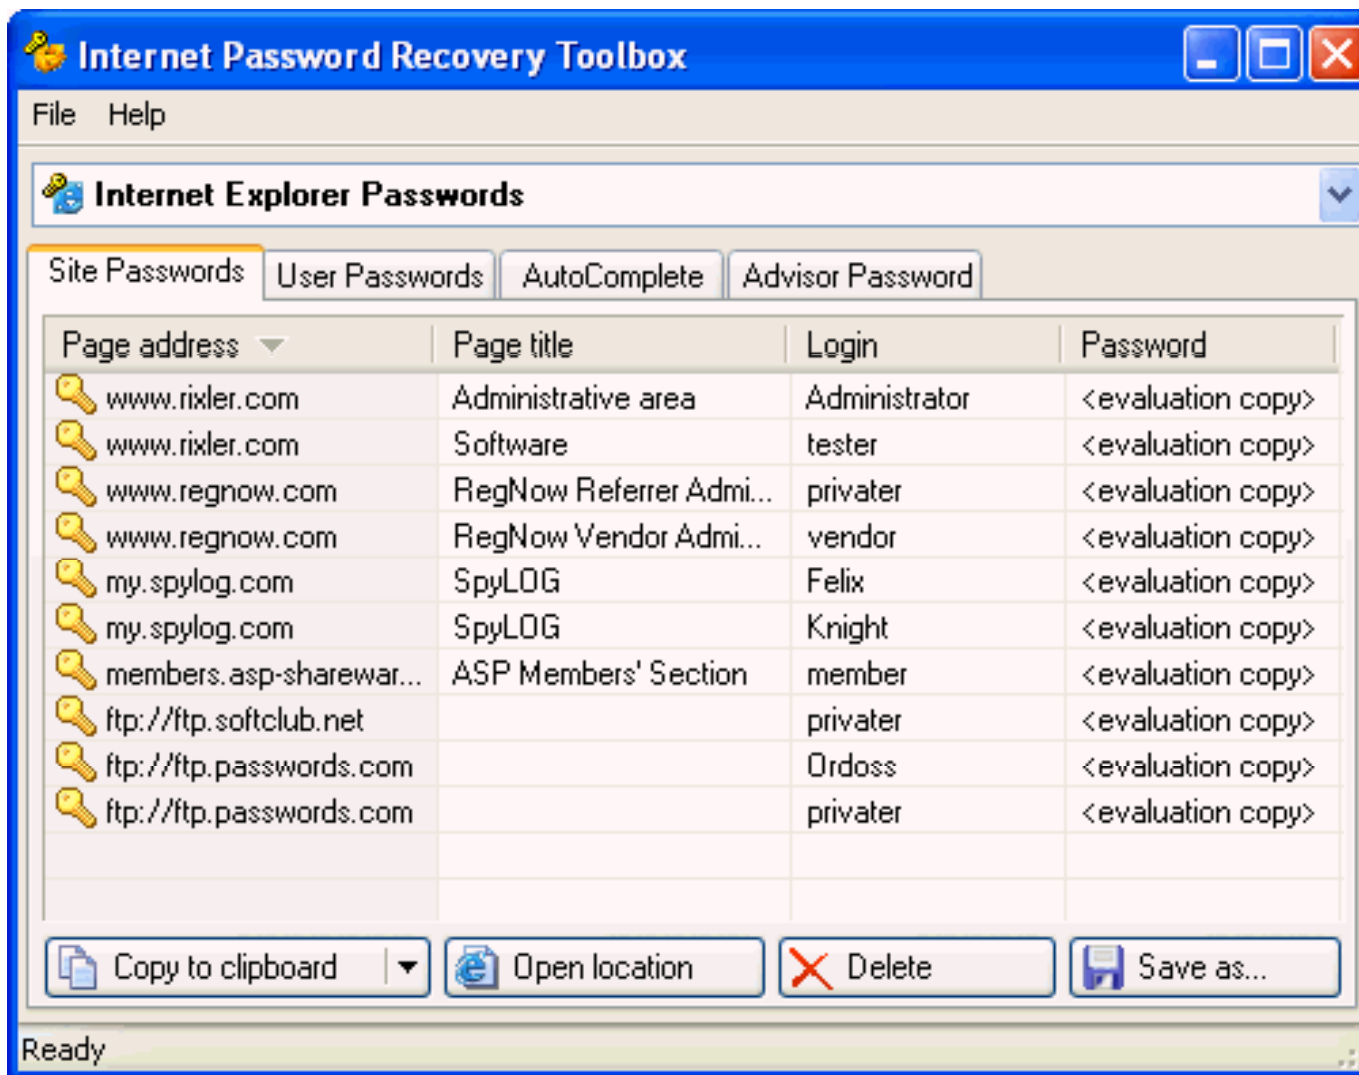 Internet Password Recovery Toolbox
File Help
Internet Explorer Passwords
Site Passwords User Passwords AutoComplete Advisor Password
Page address Page title Login Password
www.rixler.com Administrative area Administrator <evaluation copy>
www.rixler.com Software tester <evaluation copy>
www.regnow.com RegNow Referrer Admi... privater <evaluation copy>
www.regnow.com RegNow Vendor Admi... vendor <evaluation copy>
my.spylog.com SpyLOG Felix <evaluation copy>
my.spylog.com SpyLOG Knight <evaluation copy>
members.asp-sharewar... ASP Members' Section member <evaluation copy>
ftp://ftp.softclub.net privater <evaluation copy>
ftp://ftp.passwords.com Ordoss <evaluation copy>
ftp://ftp.passwords.com privater <evaluation copy>
Copy to clipboard Open location Delete Save as...
Ready